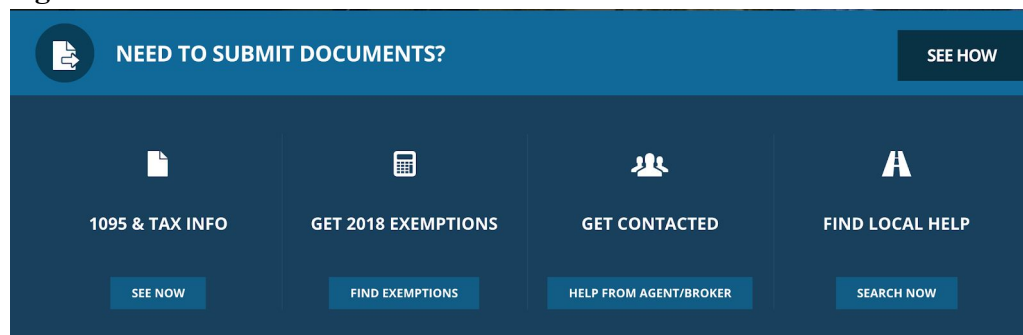 NEED TO SUBMIT DOCUMENTS?
SEE HOW
1095 & TAX INFO
GET 2018 EXEMPTIONS
GET CONTACTED
FIND LOCAL HELP
SEE NOW
FIND EXEMPTIONS
HELP FROM AGENT/BROKER
SEARCH NOW